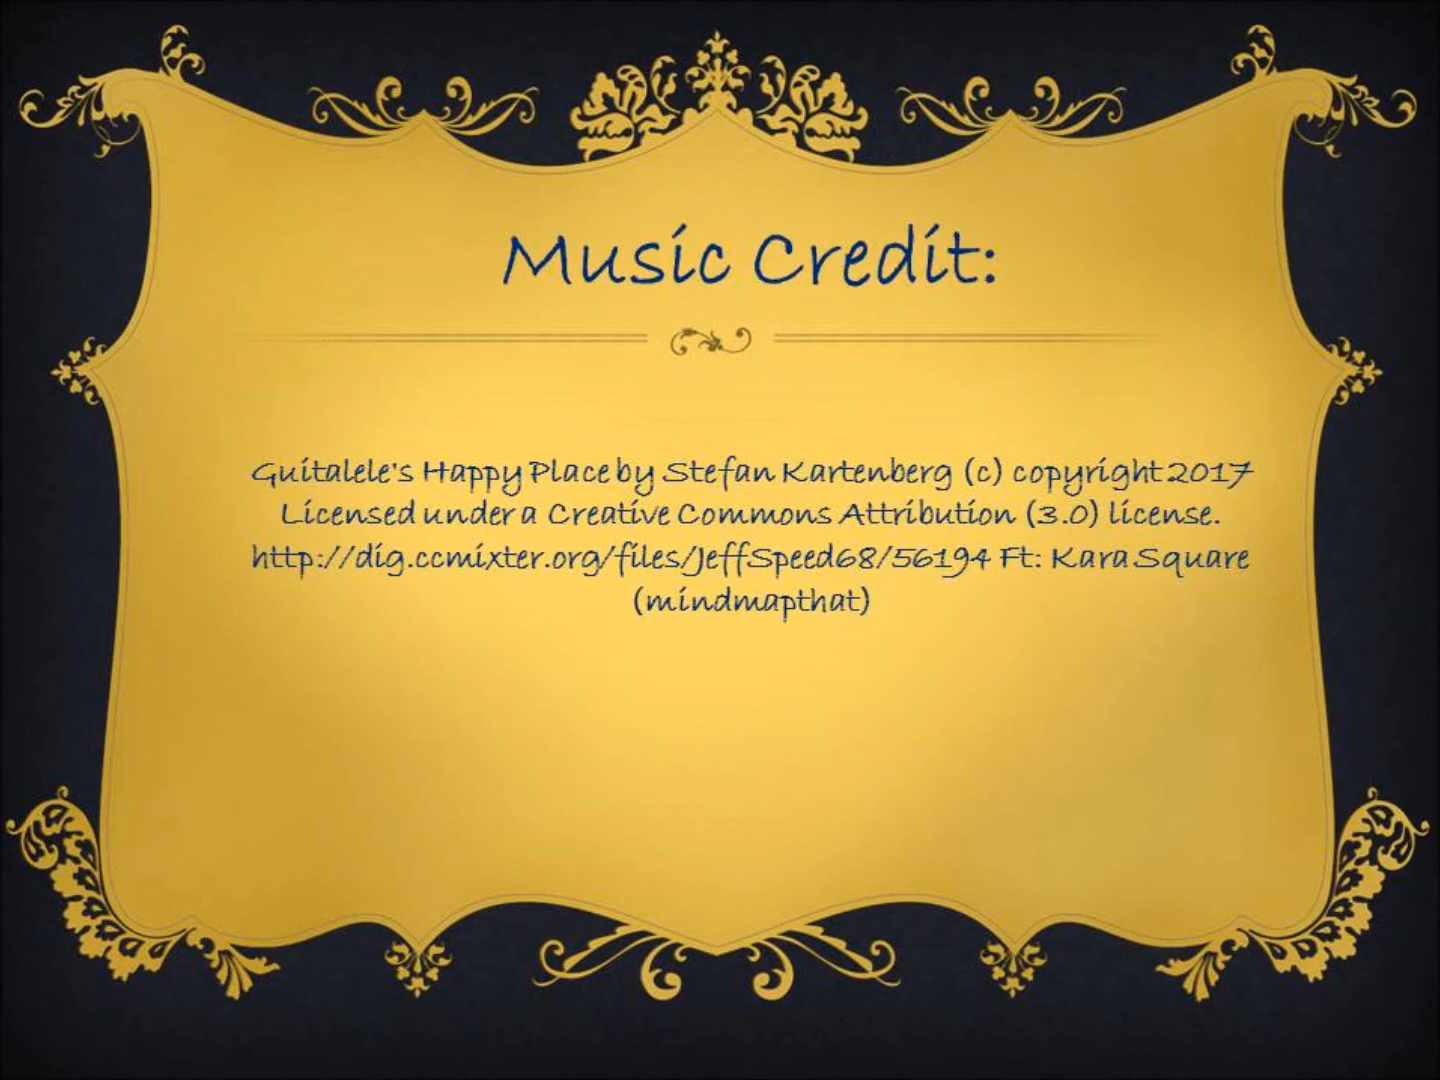 Music Credit:
Guitalele's Happy Place by Stefan Kartenberg (c) copyright 2017
Licensed under a Creative Commons Attribution (3.0) license.
http://dig.ccmixter.org/files/JeffSpeed68/56194 Ft: Kara Square
(mindmapthat)